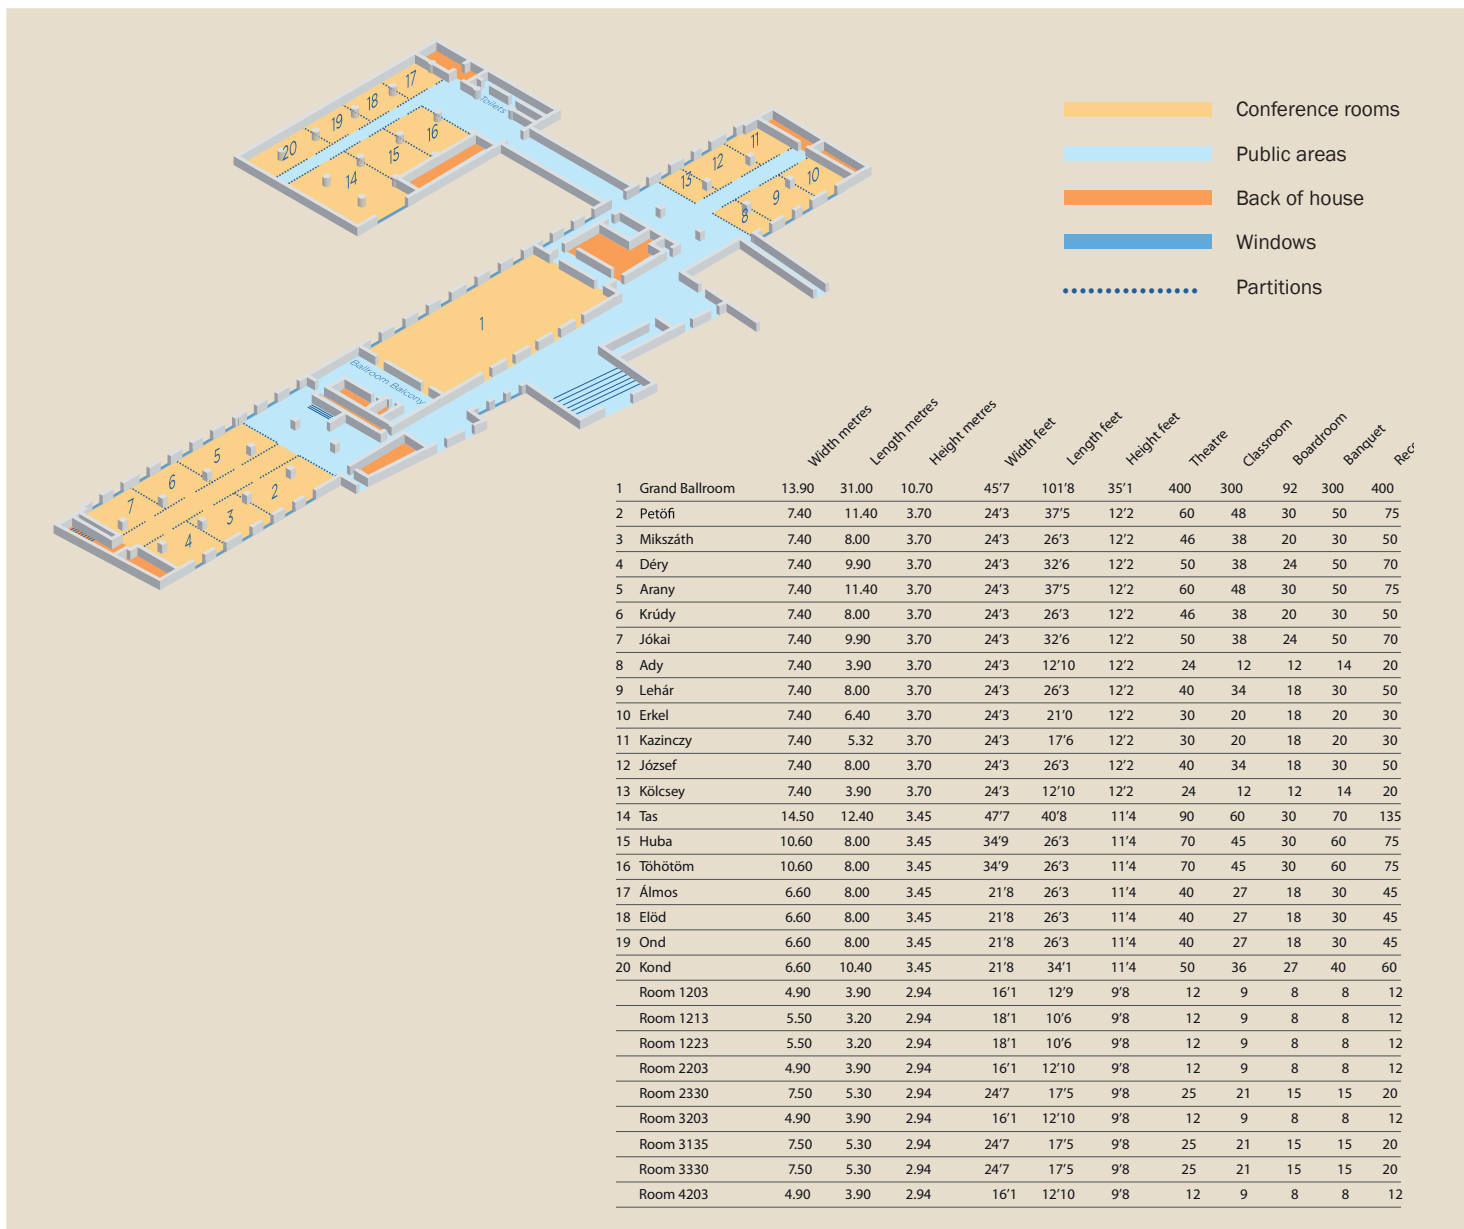 17
18
19
20
16
15
14
Toilets
11
12
13
10
9
8
1
Ballroom Balcony
5
6
7
2
3
4
Conference rooms
Public areas
Back of house
Windows
Partitions
Width metres Length metres Height metres Width feet Length feet Height feet Theatre Classroom Boardroom Banquet
1 Grand Ballroom 13.90 31.00 10.70 45'7 101'8 35'1 400 300 92 300 400
2 Petöfi 7.40 11.40 3.70 24'3 37'5 12'2 60 48 30 50 75
3 Mikszáth 7.40 8.00 3.70 24'3 26'3 12'2 46 38 20 30 50
4 Déry 7.40 9.90 3.70 24'3 32'6 12'2 50 38 24 50 70
5 Arany 7.40 11.40 3.70 24'3 37'5 12'2 60 48 30 50 75
6 Krúdy 7.40 8.00 3.70 24'3 26'3 12'2 46 38 20 30 50
7 Jókai 7.40 9.90 3.70 24'3 32'6 12'2 50 38 24 50 70
8 Ady 7.40 3.90 3.70 24'3 12'10 12'2 24 12 12 14 20
9 Lehár 7.40 8.00 3.70 24'3 26'3 12'2 40 34 18 30 50
10 Erkel 7.40 6.40 3.70 24'3 21'0 12'2 30 20 18 20 30
11 Kazinczy 7.40 5.32 3.70 24'3 17'6 12'2 30 20 18 20 30
12 József 7.40 8.00 3.70 24'3 26'3 12'2 40 34 18 30 50
13 Kölcsey 7.40 3.90 3.70 24'3 12'10 12'2 24 12 12 14 20
14 Tas 14.50 12.40 3.45 47'7 40'8 11'4 90 60 30 70 135
15 Huba 10.60 8.00 3.45 34'9 26'3 11'4 70 45 30 60 75
16 Töhötöm 10.60 8.00 3.45 34'9 26'3 11'4 70 45 30 60 75
17 Álmos 6.60 8.00 3.45 21'8 26'3 11'4 40 27 18 30 45
18 Elöd 6.60 8.00 3.45 21'8 26'3 11'4 40 27 18 30 45
19 Ond 6.60 8.00 3.45 21'8 26'3 11'4 40 27 18 30 45
20 Kond 6.60 10.40 3.45 21'8 34'1 11'4 50 36 27 40 60
Room 1203 4.90 3.90 2.94 16'1 12'9 9'8 12 9 8 8 12
Room 1213 5.50 3.20 2.94 18'1 10'6 9'8 12 9 8 8 12
Room 1223 5.50 3.20 2.94 18'1 10'6 9'8 12 9 8 8 12
Room 2203 4.90 3.90 2.94 16'1 12'10 9'8 12 9 8 8 12
Room 2330 7.50 5.30 2.94 24'7 17'5 9'8 25 21 15 15 20
Room 3203 4.90 3.90 2.94 16'1 12'10 9'8 12 9 8 8 12
Room 3135 7.50 5.30 2.94 24'7 17'5 9'8 25 21 15 15 20
Room 3330 7.50 5.30 2.94 24'7 17'5 9'8 25 21 15 15 20
Room 4203 4.90 3.90 2.94 16'1 12'10 9'8 12 9 8 8 12